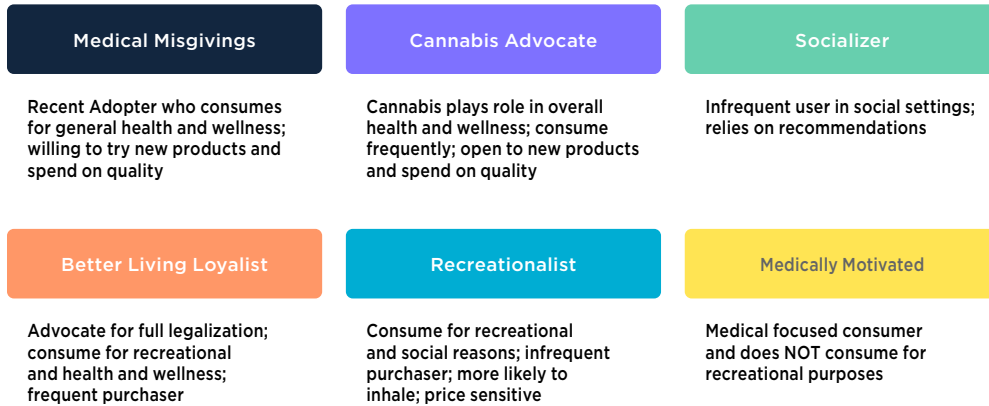 Medical Misgivings
Cannabis Advocate
Socializer
Recent Adopter who consumes
for general health and wellness;
willing to try new products and
spend on quality
Cannabis plays role in overall
health and wellness; consume
frequently; open to new products
and spend on quality
Infrequent user in social settings;
relies on recommendations
Better Living Loyalist
Recreationalist
Medically Motivated
Advocate for full legalization;
consume for recreational
and health and wellness;
frequent purchaser
Consume for recreational
and social reasons; infrequent
purchaser; more likely to
inhale; price sensitive
Medical focused consumer
and does NOT consume for
recreational purposes